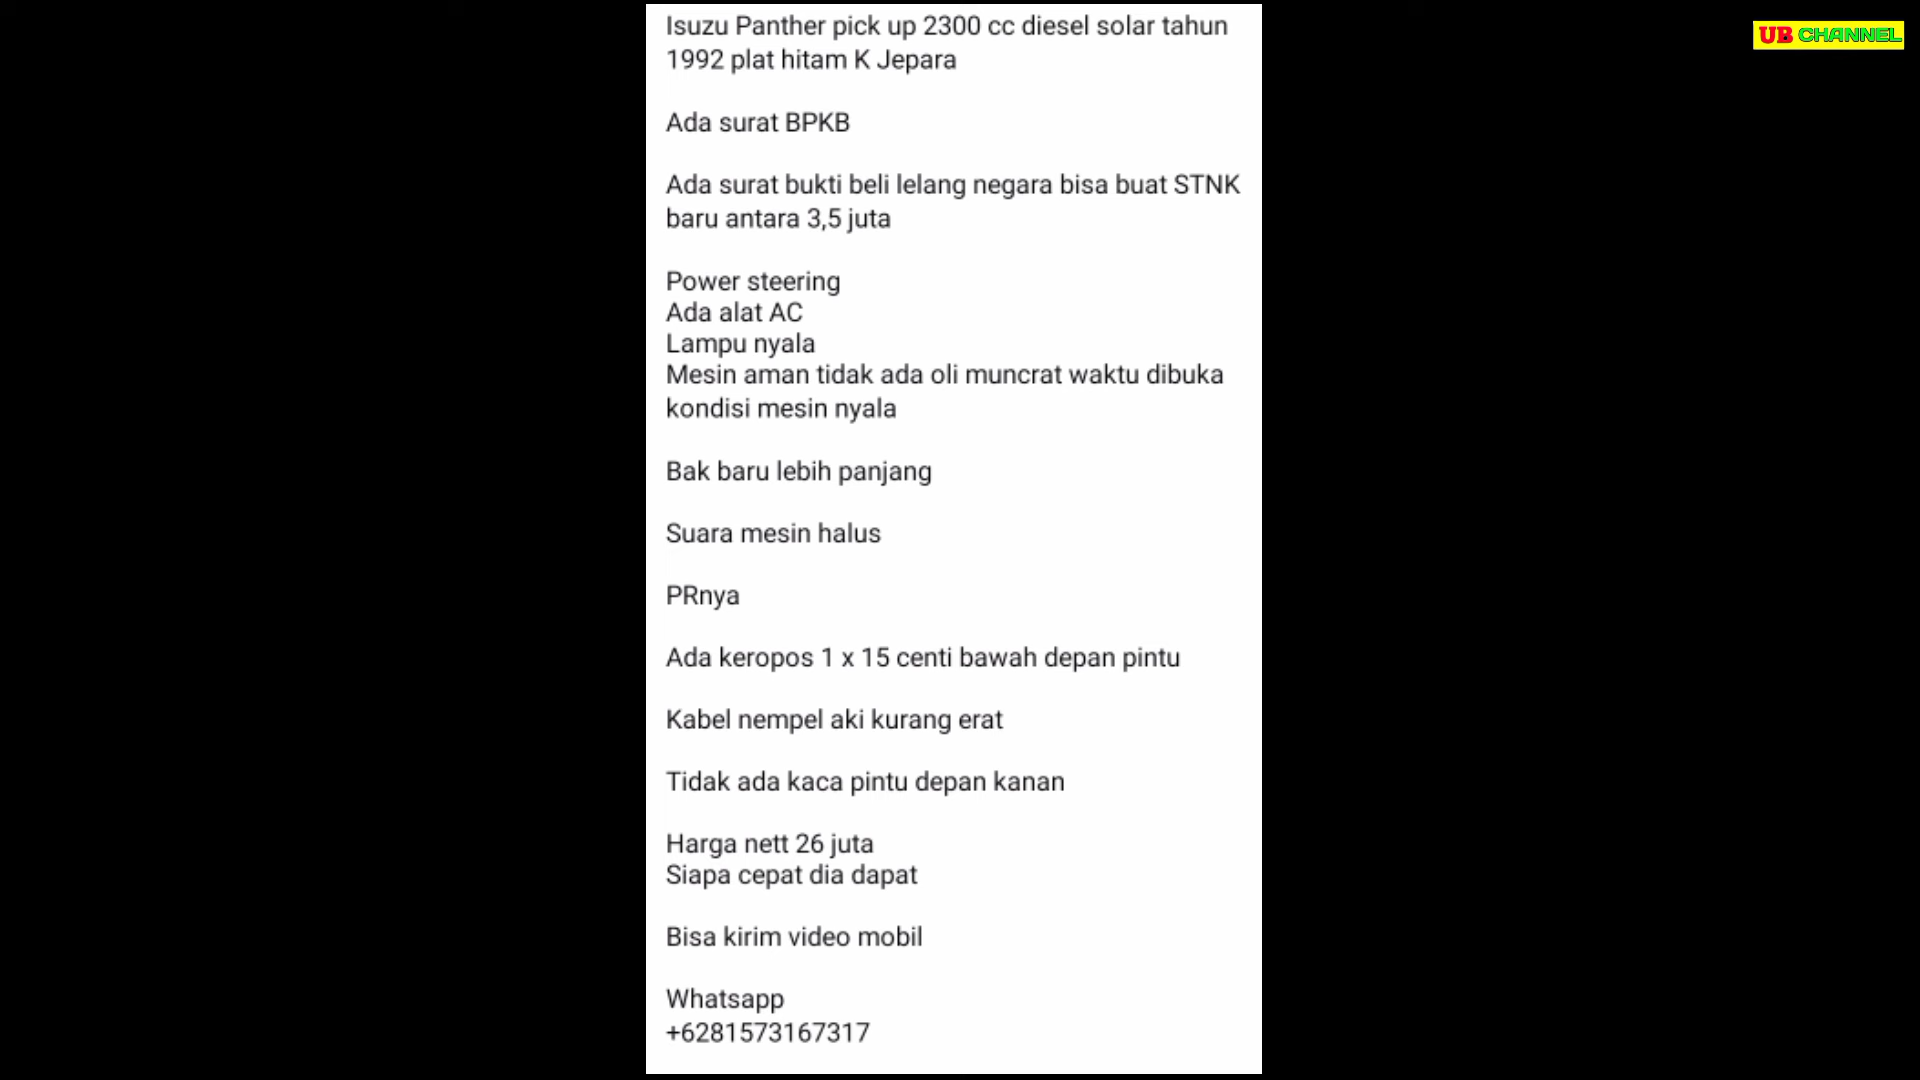 Isuzu Panther pick up 2300 cc diesel solar tahun
1992 plat hitam K Jepara
Ada surat BPKB
Ada surat bukti beli lelang negara bisa buat STNK
baru antara 3,5 juta
Power steering
Ada alat AC
Lampu nyala
Mesin aman tidak ada oli muncrat waktu dibuka
kondisi mesin nyala
Bak baru lebih panjang
Suara mesin halus
PRnya
Ada keropos 1 x 15 centi bawah depan pintu
Kabel nempel aki kurang erat
Tidak ada kaca pintu depan kanan
Harga nett 26 juta
Siapa cepat dia dapat
Bisa kirim video mobil
Whatsapp
+6281573167317
UB CHANNEL